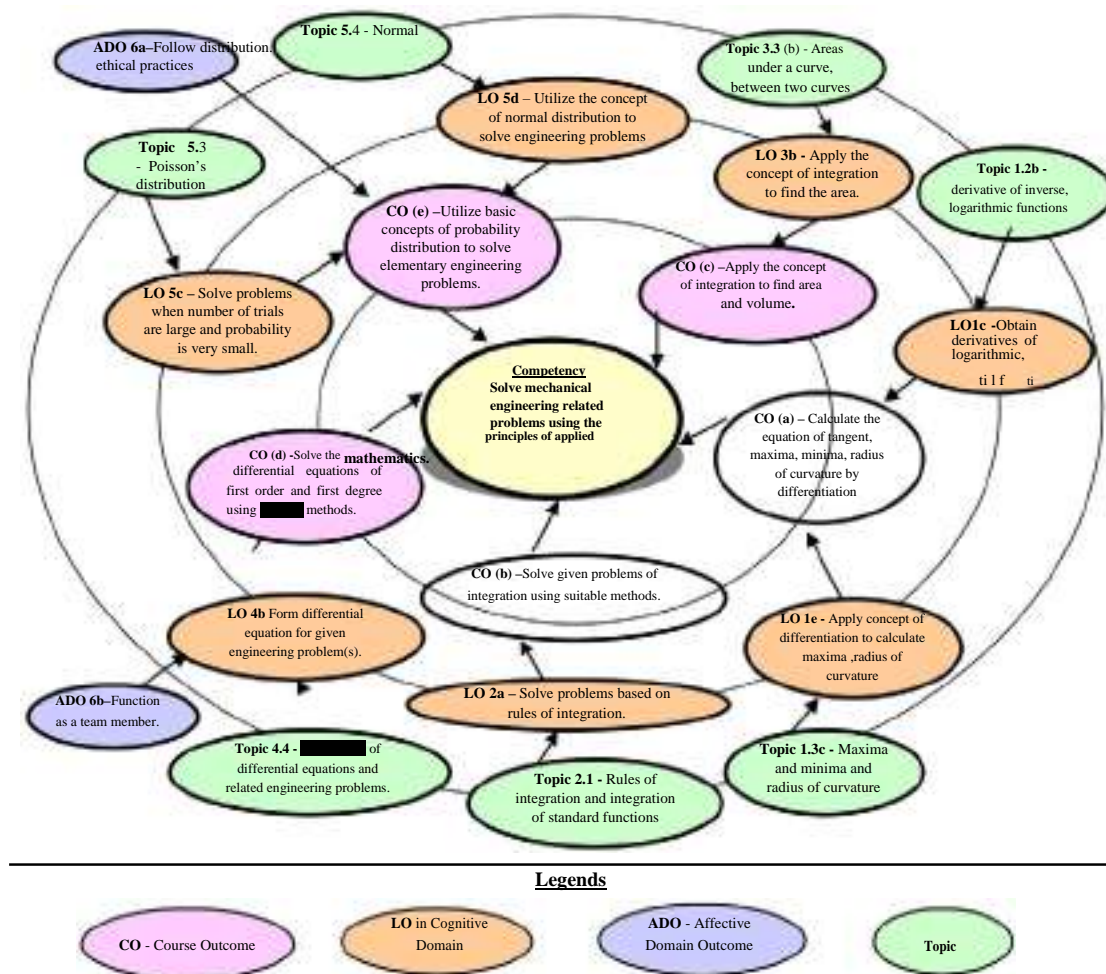 ADO 6a–Follow distribution.
ethical practices
Topic 5.4 - Normal
Topic 3.3 (b) - Areas
under a curve,
between two curves
LO 5d – Utilize the concept
of normal distribution to
solve engineering problems
Topic 5.3
- Poisson's
distribution
LO 3b - Apply the
concept of integration
to find the area.
Topic 1.2b -
derivative of inverse,
logarithmic functions
CO (e) –Utilize basic
concepts of probability
distribution to solve
elementary engineering
problems.
CO (c) –Apply the concept
of integration to find area
and volume.
LO 5c – Solve problems
when number of trials
are large and probability
is very small.
LO1c -Obtain
derivatives of
logarithmic,
Competency
Solve mechanical
engineering related
problems using the
principles of applied
mathematics.
CO (a) – Calculate the
equation of tangent,
maxima, minima, radius
of curvature by
differentiation
CO (d) -Solve the
differential equations of
first order and first degree
using methods.
CO (b) –Solve given problems of
integration using suitable methods.
LO 4b Form differential
equation for given
engineering problem(s).
LO 1e - Apply concept of
differentiation to calculate
maxima ,radius of
curvature
ADO 6b–Function
as a team member.
LO 2a – Solve problems based on
rules of integration.
Topic 4.4 - of
differential equations and
related engineering problems.
Topic 2.1 - Rules of
integration and integration
of standard functions
Topic 1.3c - Maxima
and minima and
radius of curvature
Legends
CO - Course Outcome
LO in Cognitive
Domain
ADO - Affective
Domain Outcome
Topic